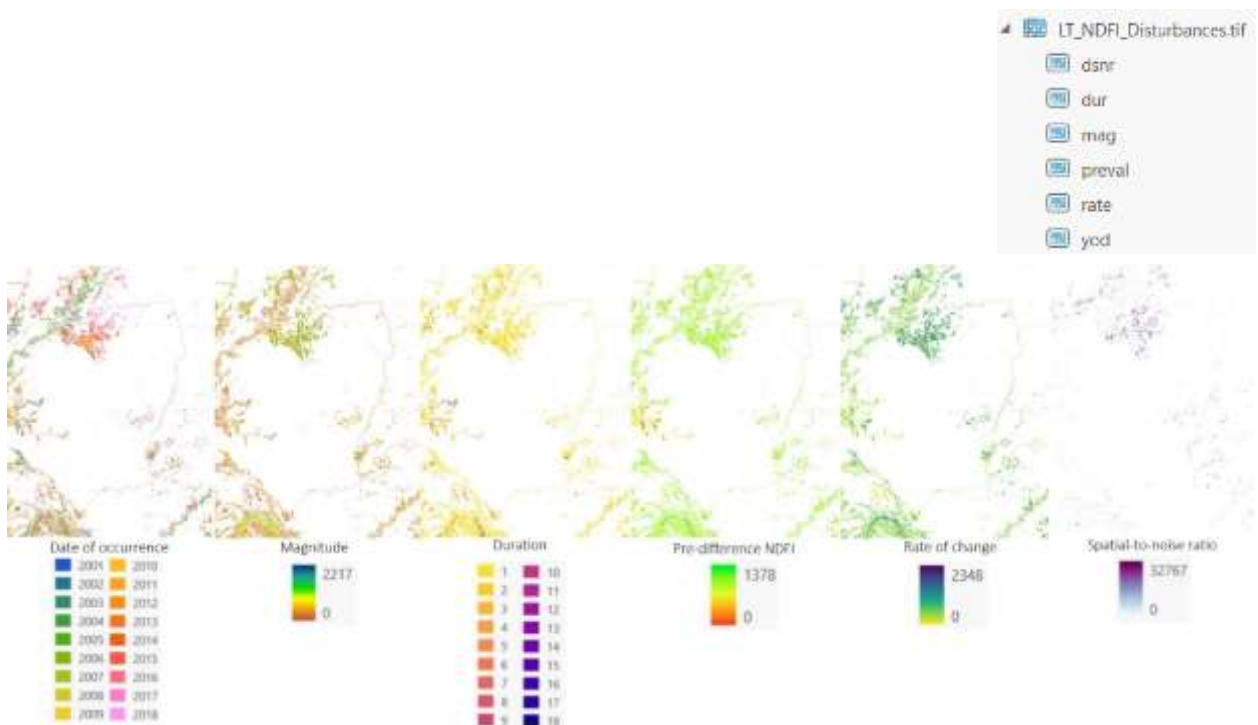 LT_NDFI_Disturbances.tif
dsnr
dur
mag
preval
rate
yod
Date of occurrence
2001 2010
2002 2011
2003 2012
2004 2013
2005 2014
2006 2015
2007 2016
2008 2017
2009 2018
Magnitude
2217
0
Duration
1 10
2 11
3 12
4 13
5 14
6 15
7 16
8 17
9 18
Pre-difference NDFI
1378
0
Rate of change
2348
0
Spatial-to-noise ratio
32767
0